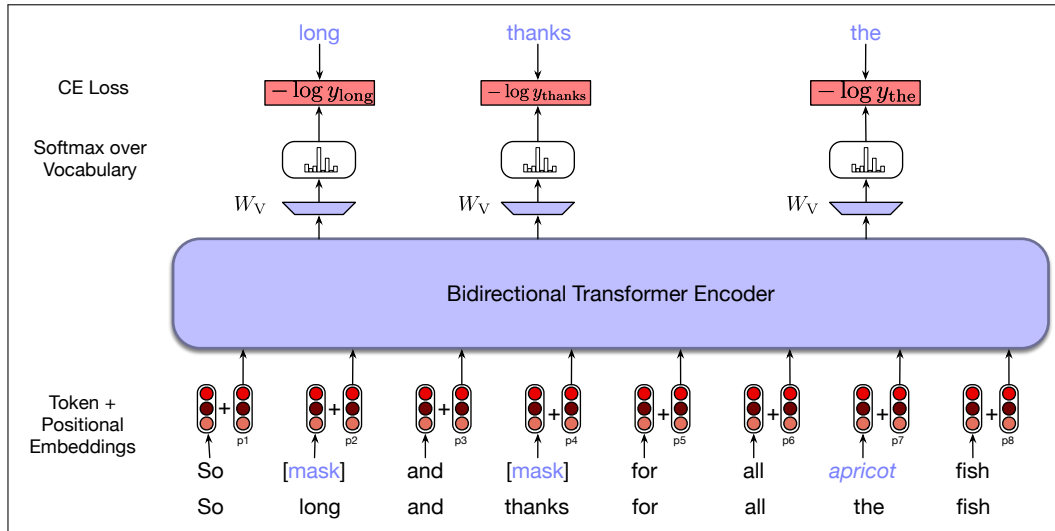 long thanks the
CE Loss
− log y_long − log y_thanks − log y_the
Softmax over
Vocabulary
W_V W_V W_V
Bidirectional Transformer Encoder
Token +
Positional
Embeddings
+ + + + + + + +
p1 p2 p3 p4 p5 p6 p7 p8
So [mask] and [mask] for all apricot fish
So long and thanks for all the fish